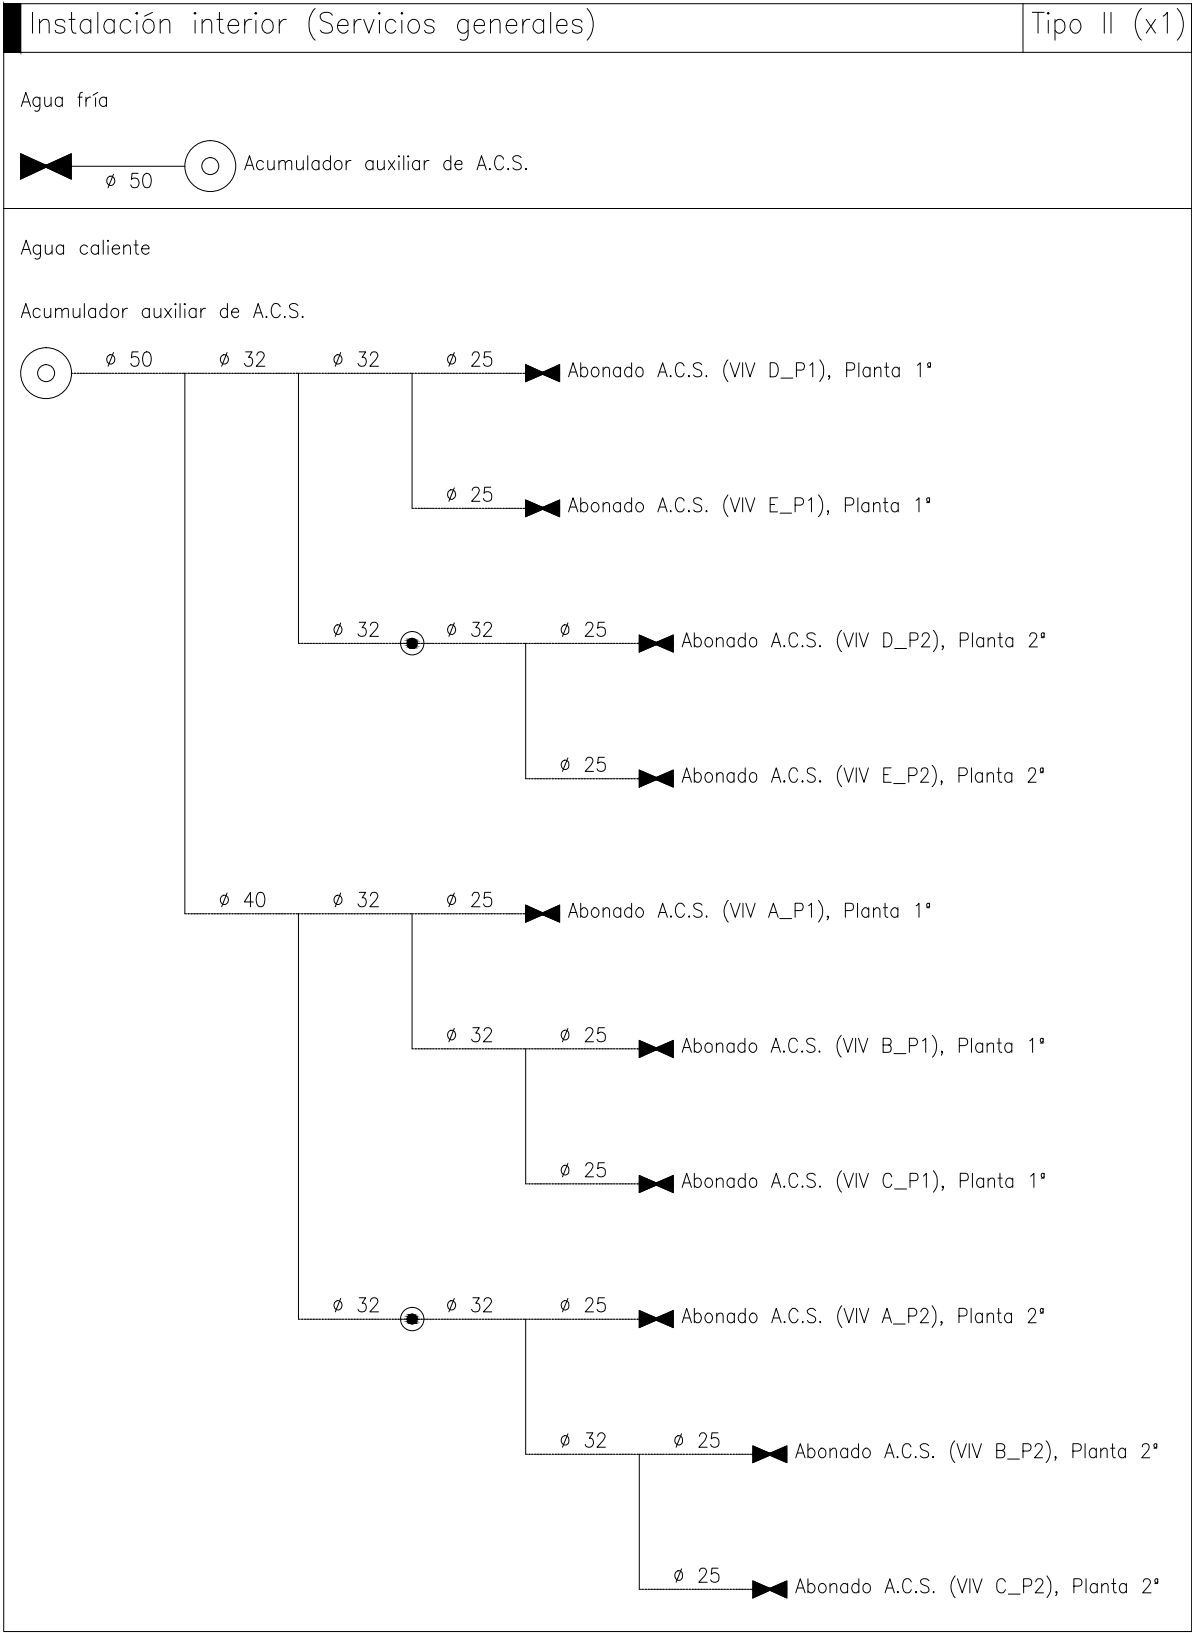 Instalación interior (Servicios generales) Tipo II (x1)
Agua fría
Acumulador auxiliar de A.C.S.
ø 50
Agua caliente
Acumulador auxiliar de A.C.S.
ø 50 ø 32 ø 32 ø 25 Abonado A.C.S. (VIV D_P1), Planta 1ª
ø 25 Abonado A.C.S. (VIV E_P1), Planta 1ª
ø 32 ø 32 ø 25 Abonado A.C.S. (VIV D_P2), Planta 2ª
ø 25 Abonado A.C.S. (VIV E_P2), Planta 2ª
ø 40 ø 32 ø 25 Abonado A.C.S. (VIV A_P1), Planta 1ª
ø 32 ø 25 Abonado A.C.S. (VIV B_P1), Planta 1ª
ø 25 Abonado A.C.S. (VIV C_P1), Planta 1ª
ø 32 ø 32 ø 25 Abonado A.C.S. (VIV A_P2), Planta 2ª
ø 32 ø 25 Abonado A.C.S. (VIV B_P2), Planta 2ª
ø 25 Abonado A.C.S. (VIV C_P2), Planta 2ª